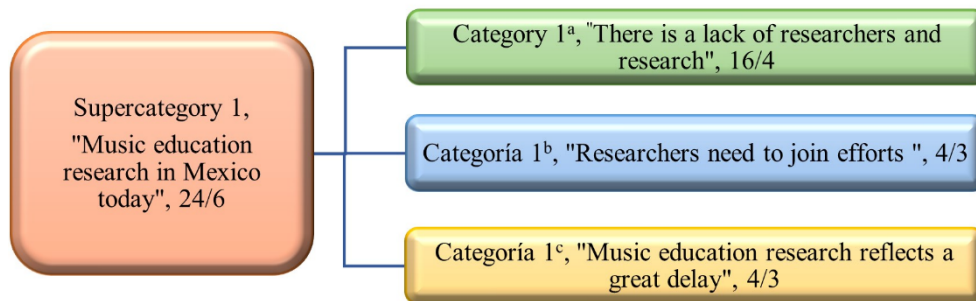 Supercategory 1,
"Music education
research in Mexico
today", 24/6
Category 1ª, "There is a lack of researchers and
research", 16/4
Categoría 1ᵇ, "Researchers need to join efforts ", 4/3
Categoría 1ᶜ, "Music education research reflects a
great delay", 4/3